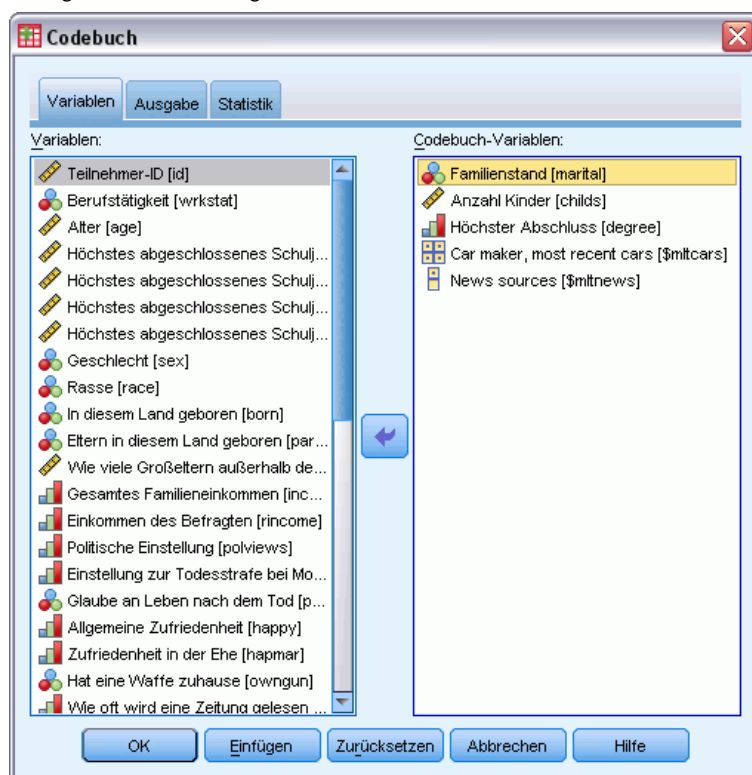 Codebuch
Variablen Ausgabe Statistik
Variablen:
Teilnehmer-ID [id]
Berufstätigkeit [wrkstat]
Alter [age]
Höchstes abgeschlossenes Schulj...
Höchstes abgeschlossenes Schulj...
Höchstes abgeschlossenes Schulj...
Höchstes abgeschlossenes Schulj...
Geschlecht [sex]
Rasse [race]
In diesem Land geboren [born]
Eltern in diesem Land geboren [par...
Wie viele Großeltern außerhalb de...
Gesamtes Familieneinkommen [inc...
Einkommen des Befragten [rincome]
Politische Einstellung [polviews]
Einstellung zur Todesstrafe bei Mo...
Glaube an Leben nach dem Tod [p...
Allgemeine Zufriedenheit [happy]
Zufriedenheit in der Ehe [hapmar]
Hat eine Waffe zuhause [owngun]
Wie oft wird eine Zeitung gelesen ...
Codebuch-Variablen:
Familienstand [marital]
Anzahl Kinder [childs]
Höchster Abschluss [degree]
Car maker, most recent cars [$mltcars]
News sources [$mltnews]
OK Einfügen Zurücksetzen Abbrechen Hilfe